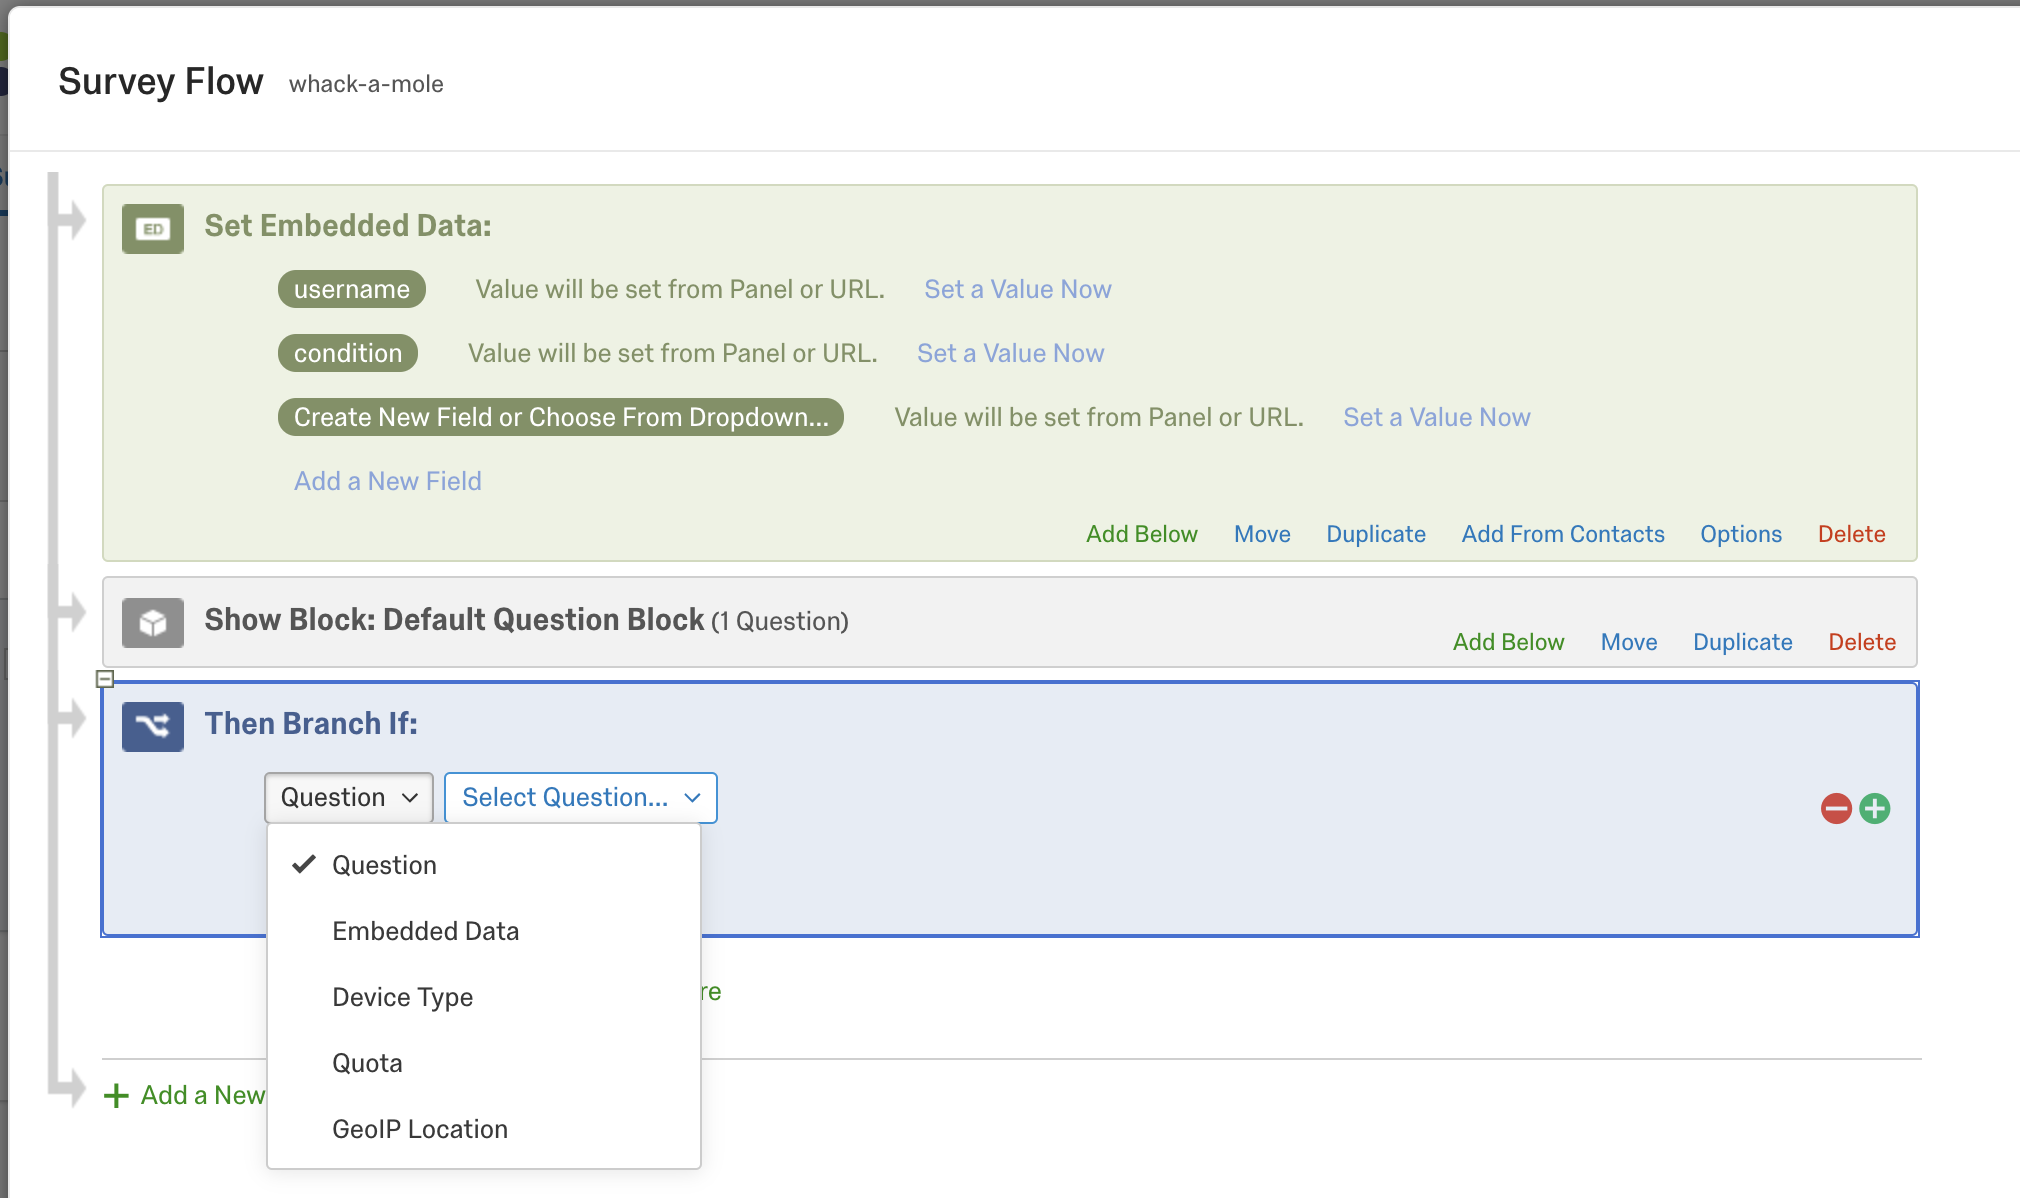 Survey Flow whack-a-mole
ED Set Embedded Data:
username Value will be set from Panel or URL. Set a Value Now
condition Value will be set from Panel or URL. Set a Value Now
Create New Field or Choose From Dropdown... Value will be set from Panel or URL. Set a Value Now
Add a New Field
Add Below Move Duplicate Add From Contacts Options Delete
Show Block: Default Question Block (1 Question)
Add Below Move Duplicate Delete
Then Branch If:
Question Select Question...
Question
Embedded Data
Device Type
re
Quota
Add a New
GeoIP Location